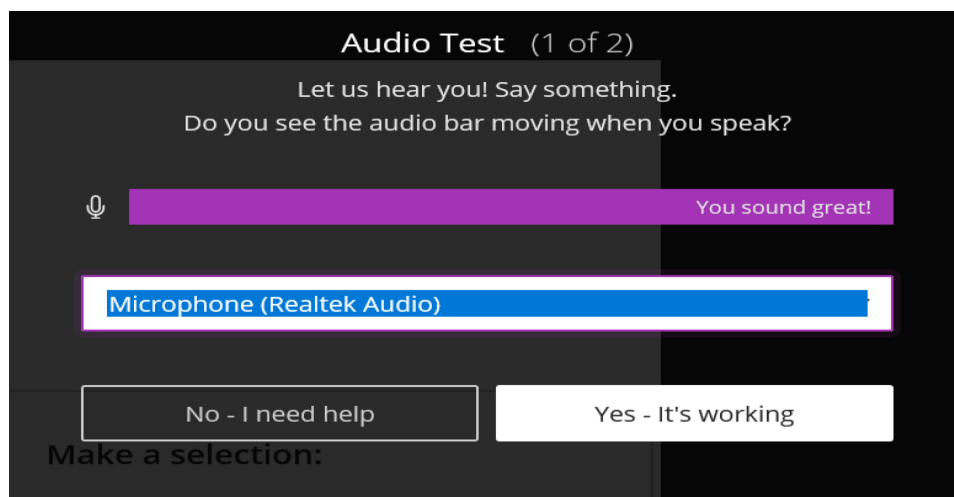 Audio Test (1 of 2)
Let us hear you! Say something.
Do you see the audio bar moving when you speak?
You sound great!
Microphone (Realtek Audio)
No - I need help
Yes - It's working
Make a selection: